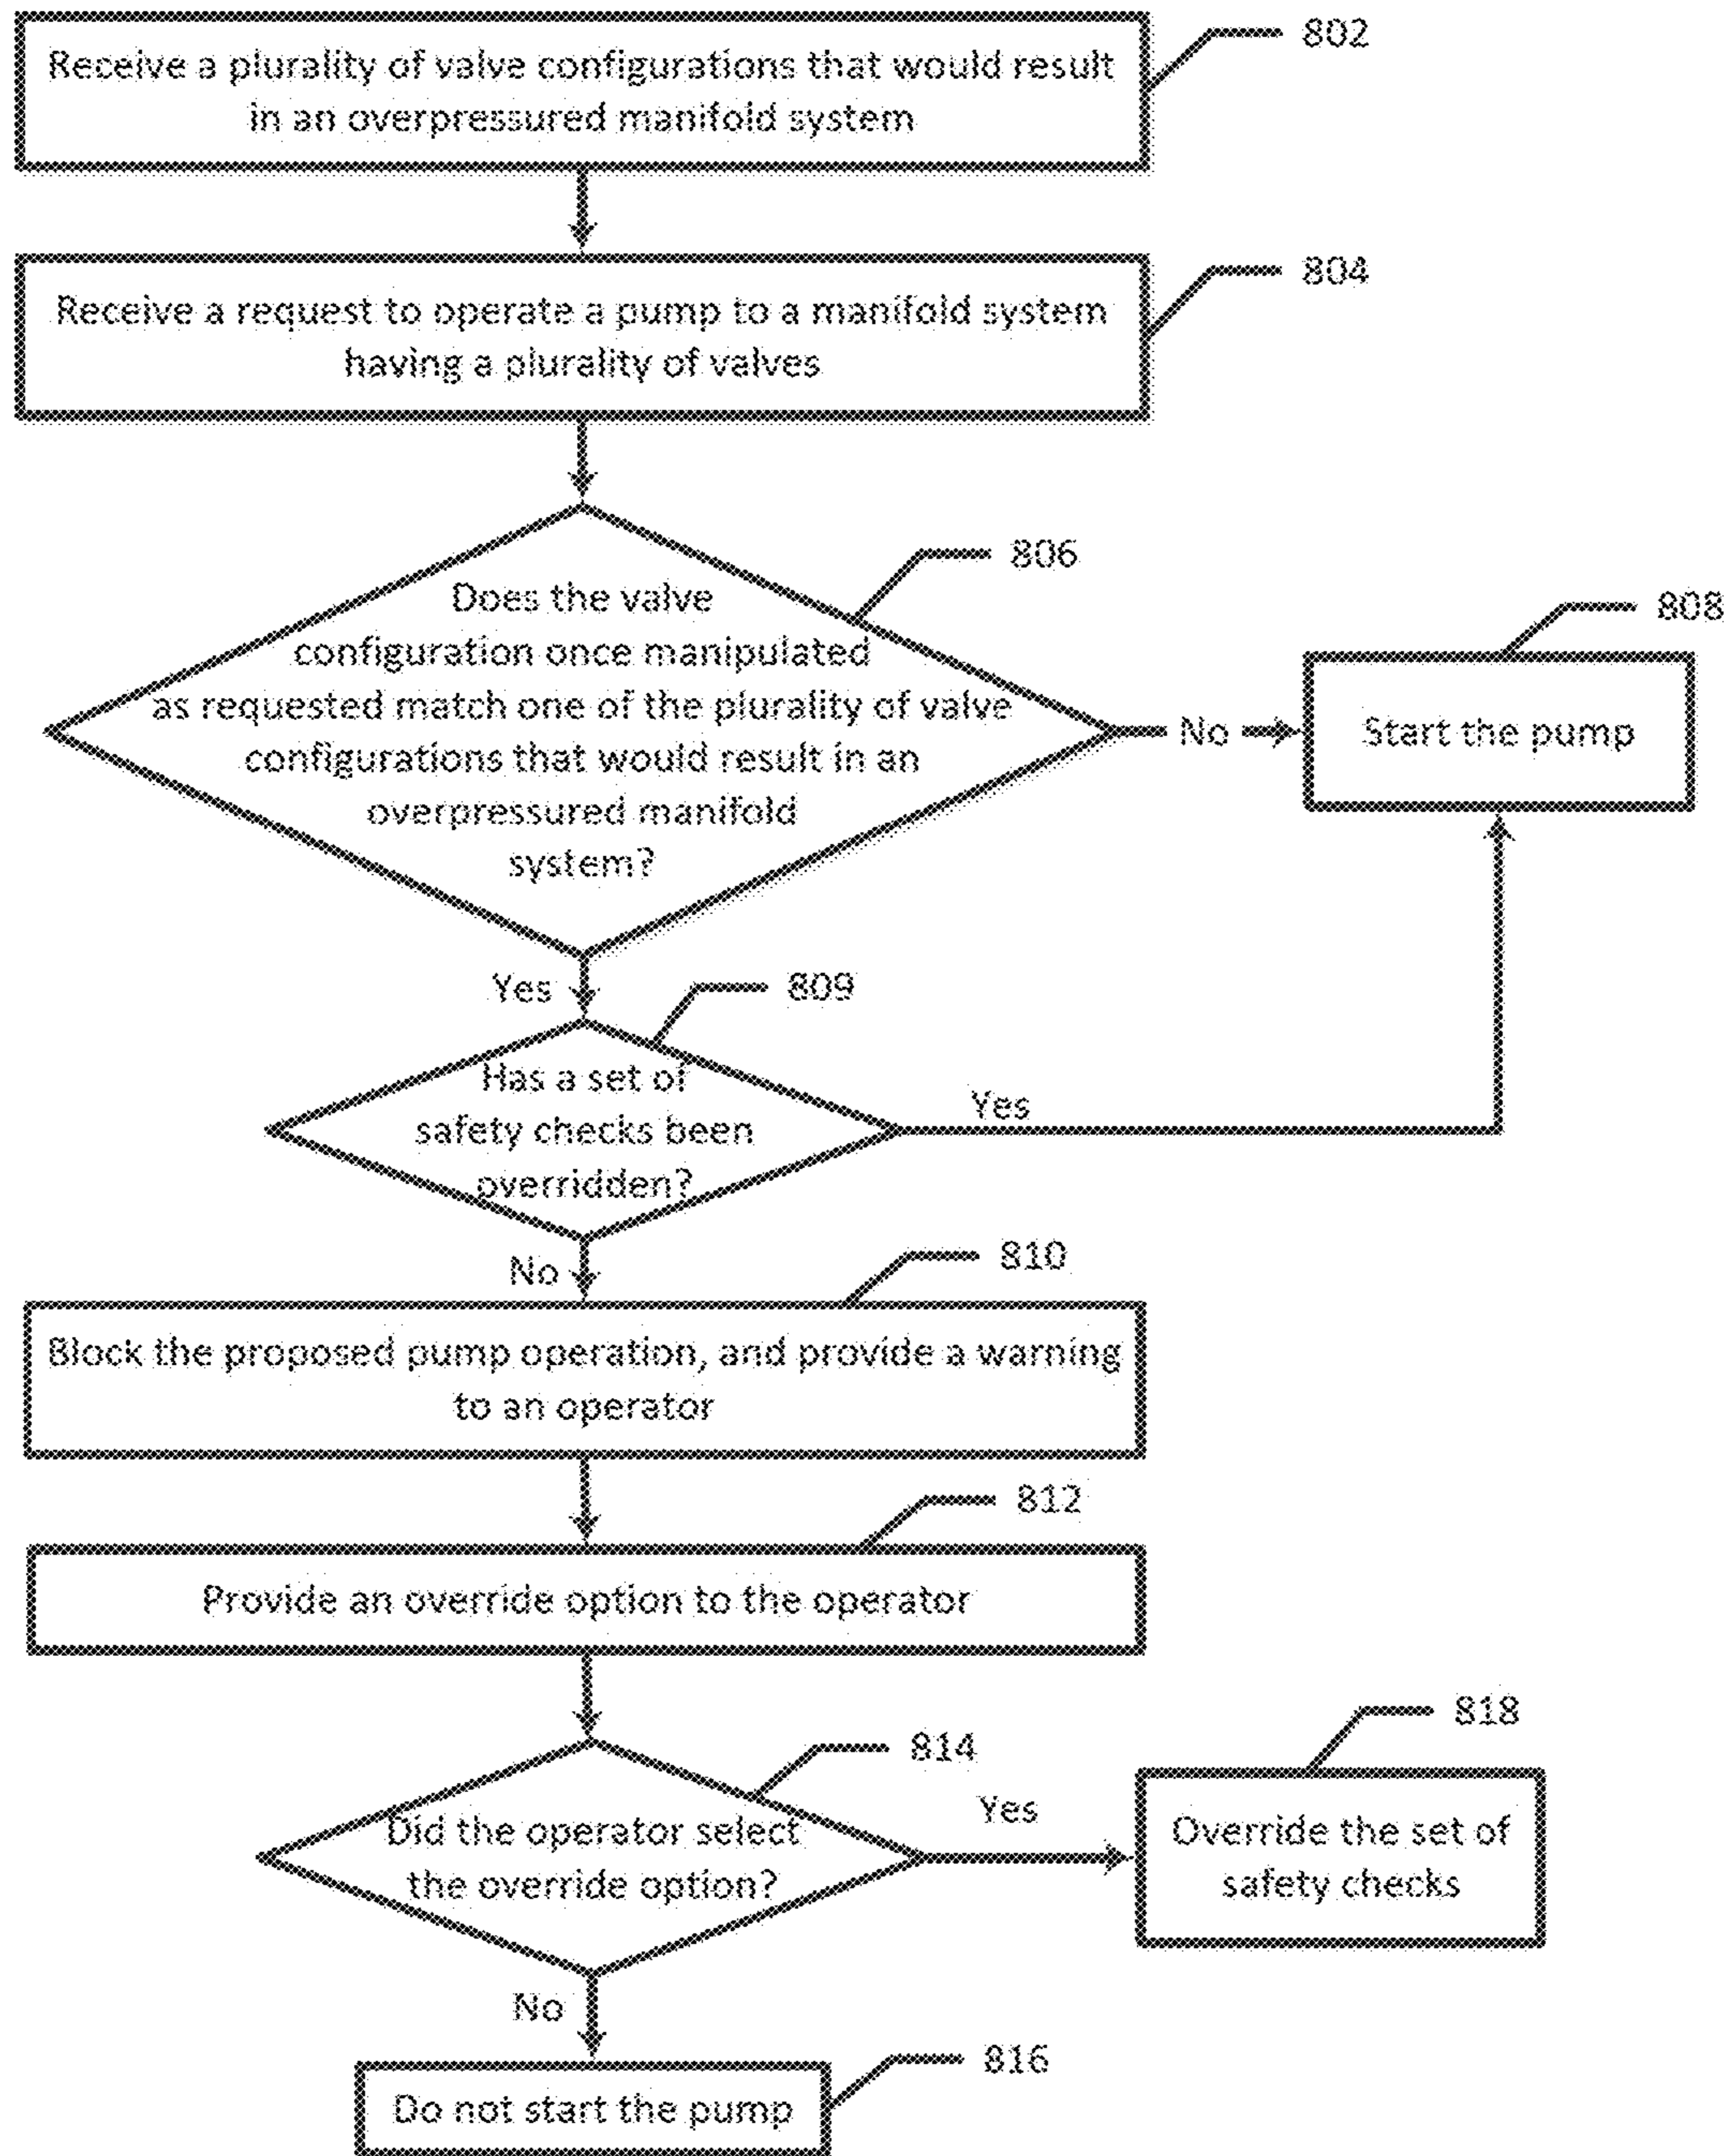 802
Receive a plurality of valve configurations that would result
in an overpressured manifold system
804
Receive a request to operate a pump to a manifold system
having a plurality of valves
806
Does the valve
configuration once manipulated
as requested match one of the plurality of valve
configurations that would result in an
overpressured manifold
system?
No
808
Start the pump
Yes
809
Has a set of
safety checks been
overridden?
Yes
No
810
Block the proposed pump operation, and provide a warning
to an operator
812
Provide an override option to the operator
814
Did the operator select
the override option?
Yes
818
Override the set of
safety checks
No
816
Do not start the pump